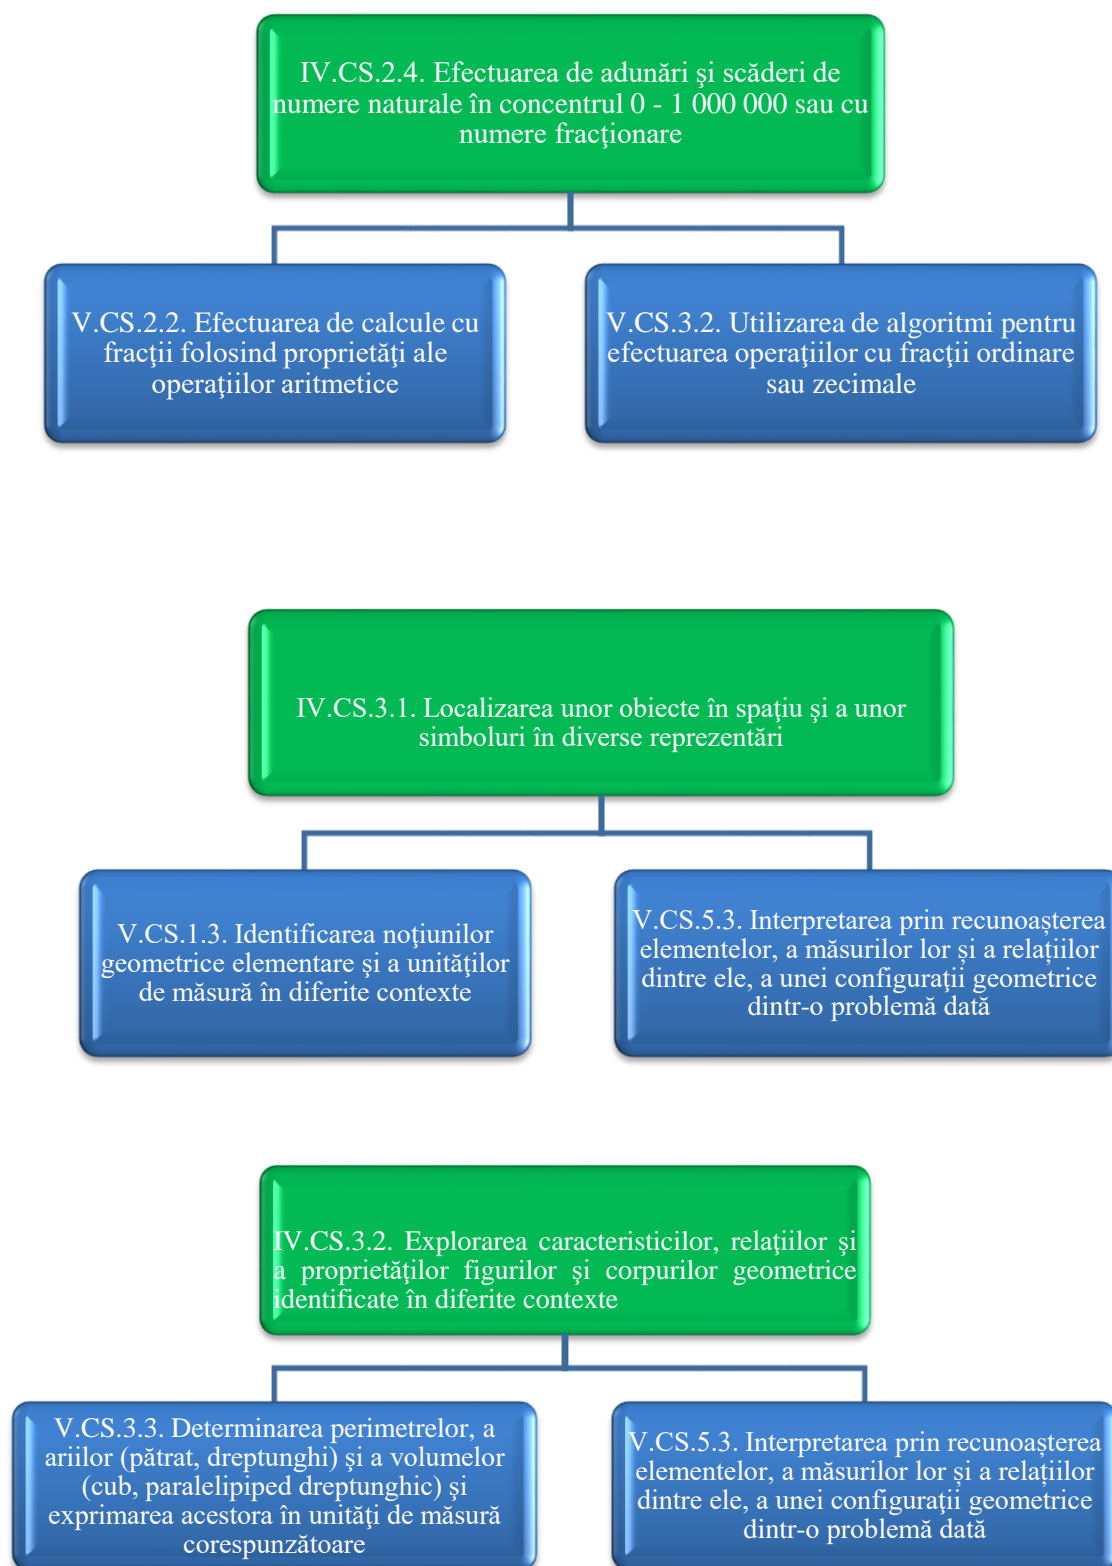 IV.CS.2.4. Efectuarea de adunări şi scăderi de
numere naturale în concentrul 0 - 1 000 000 sau cu
numere fracţionare
V.CS.2.2. Efectuarea de calcule cu
fracţii folosind proprietăţi ale
operaţiilor aritmetice
V.CS.3.2. Utilizarea de algoritmi pentru
efectuarea operaţiilor cu fracţii ordinare
sau zecimale
IV.CS.3.1. Localizarea unor obiecte în spaţiu şi a unor
simboluri în diverse reprezentări
V.CS.1.3. Identificarea noţiunilor
geometrice elementare şi a unităţilor
de măsură în diferite contexte
V.CS.5.3. Interpretarea prin recunoașterea
elementelor, a măsurilor lor și a relațiilor
dintre ele, a unei configuraţii geometrice
dintr-o problemă dată
IV.CS.3.2. Explorarea caracteristicilor, relaţiilor şi
a proprietăţilor figurilor şi corpurilor geometrice
identificate în diferite contexte
V.CS.3.3. Determinarea perimetrelor, a
ariilor (pătrat, dreptunghi) şi a volumelor
(cub, paralelipiped dreptunghic) şi
exprimarea acestora în unităţi de măsură
corespunzătoare
V.CS.5.3. Interpretarea prin recunoașterea
elementelor, a măsurilor lor și a relațiilor
dintre ele, a unei configuraţii geometrice
dintr-o problemă dată